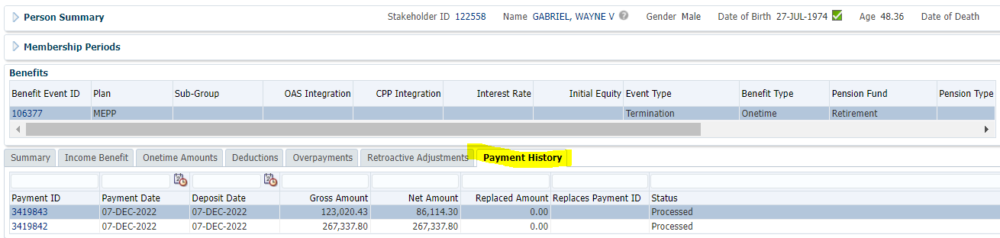 Person Summary Stakeholder ID 122558 Name GABRIEL, WAYNE V Gender Male Date of Birth 27-JUL-1974 Age 48.36 Date of Death
Membership Periods
Benefits
Benefit Event ID Plan Sub-Group OAS Integration CPP Integration Interest Rate Initial Equity Event Type Benefit Type Pension Fund Pension Type
106377 MEPP Termination Onetime Retirement
Summary Income Benefit Onetime Amounts Deductions Overpayments Retroactive Adjustments Payment History
Payment ID Payment Date Deposit Date Gross Amount Net Amount Replaced Amount Replaces Payment ID Status
3419843 07-DEC-2022 07-DEC-2022 123,020.43 86,114.30 0.00 Processed
3419842 07-DEC-2022 07-DEC-2022 267,337.80 267,337.80 0.00 Processed